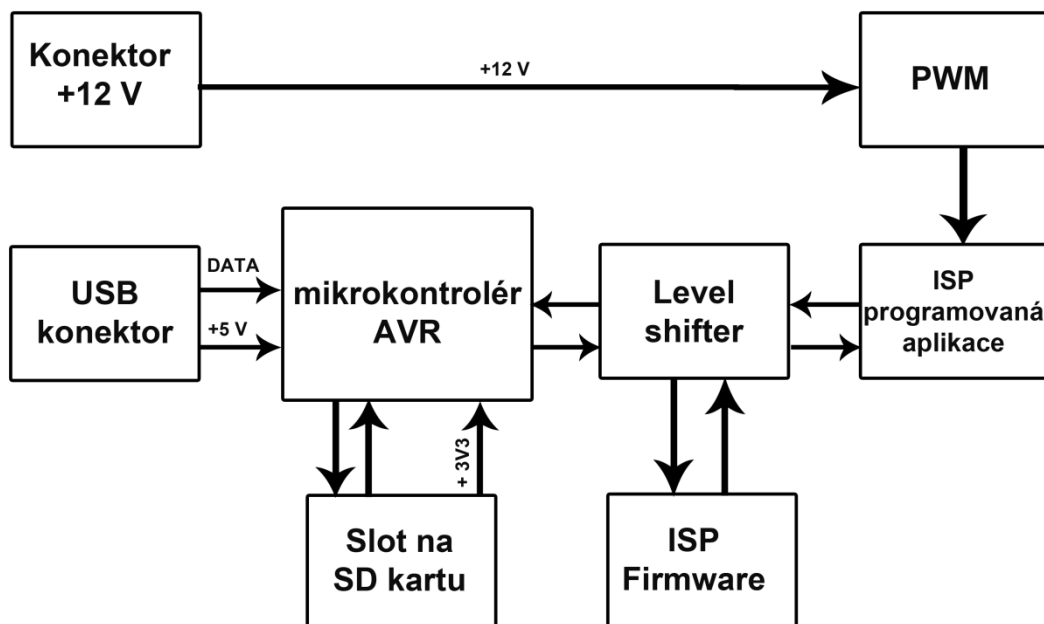 Konektor
+12 V
+12 V
PWM
USB
konektor
DATA
+5 V
mikrokontrolér
AVR
Level
shifter
ISP
programovaná
aplikace
+ 3V3
Slot na
SD kartu
ISP
Firmware